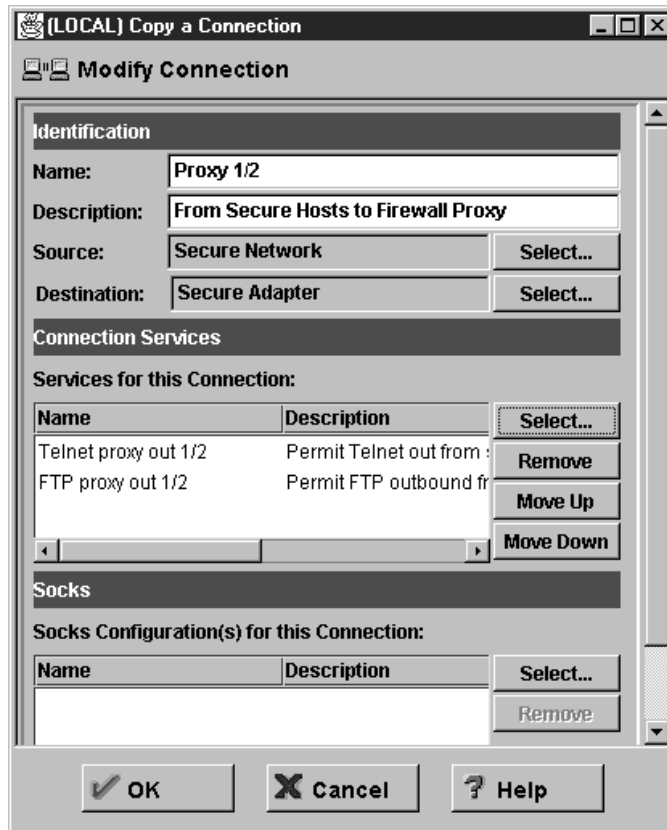 (LOCAL) Copy a Connection
Modify Connection
Identification
Name: Proxy 1/2
Description: From Secure Hosts to Firewall Proxy
Source: Secure Network Select...
Destination: Secure Adapter Select...
Connection Services
Services for this Connection:
Name Description Select...
Telnet proxy out 1/2 Permit Telnet out from
Remove
FTP proxy out 1/2 Permit FTP outbound fr
Move Up
Move Down
Socks
Socks Configuration(s) for this Connection:
Name Description Select...
Remove
OK Cancel Help